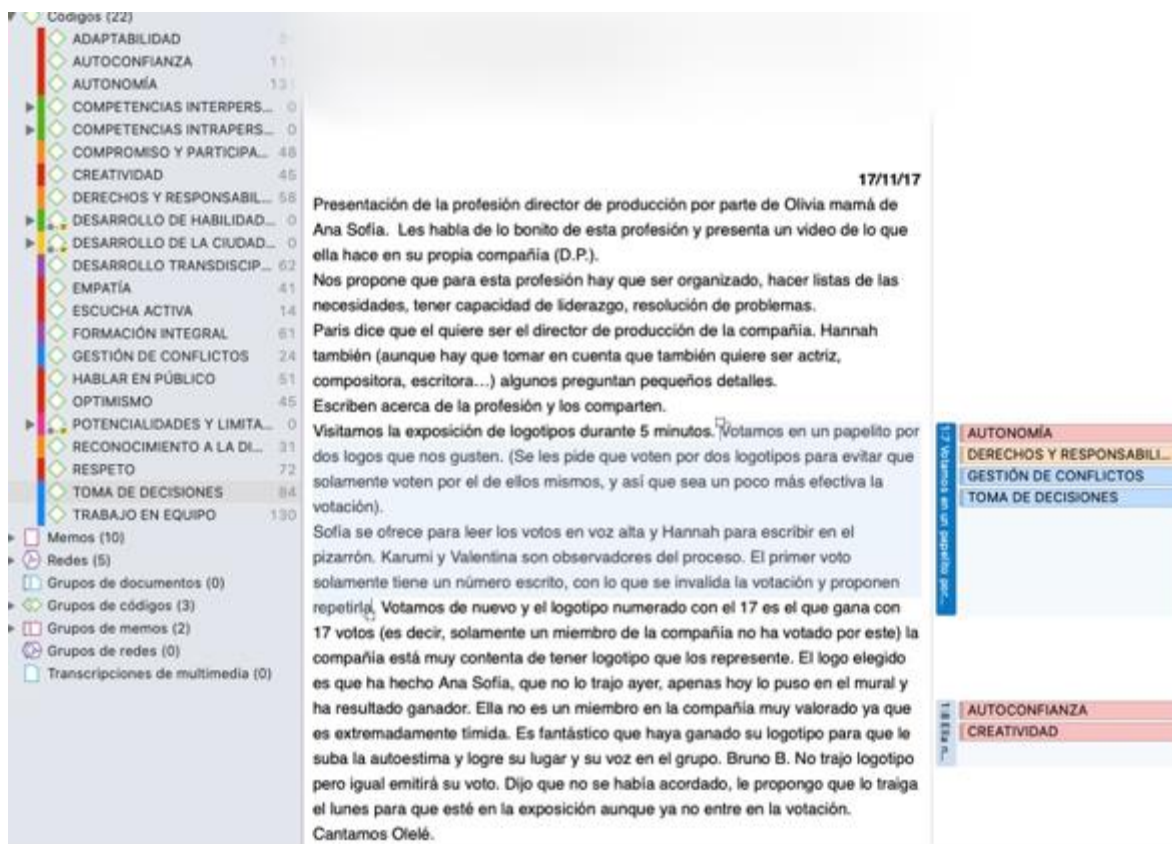 Códigos (22)
ADAPTABILIDAD
AUTOCONFIANZA
AUTONOMÍA 131
COMPETENCIAS INTERPERS... 0
COMPETENCIAS INTRAPERS... 0
COMPROMISO Y PARTICIPA... 48
CREATIVIDAD 45
DERECHOS Y RESPONSABIL... 58
DESARROLLO DE HABILIDAD... 0
DESARROLLO DE LA CIUDAD... 0
DESARROLLO TRANSDISCIP... 62
EMPATÍA 41
ESCUCHA ACTIVA 14
FORMACIÓN INTEGRAL 61
GESTIÓN DE CONFLICTOS 24
HABLAR EN PÚBLICO 51
OPTIMISMO 45
POTENCIALIDADES Y LIMITA... 0
RECONOCIMIENTO A LA DI... 31
RESPETO 72
TOMA DE DECISIONES 84
TRABAJO EN EQUIPO 130
Memos (10)
Redes (5)
Grupos de documentos (0)
Grupos de códigos (3)
Grupos de memos (2)
Grupos de redes (0)
Transcripciones de multimedia (0)
17/11/17
Presentación de la profesión director de producción por parte de Olivia mamá de
Ana Sofía. Les habla de lo bonito de esta profesión y presenta un video de lo que
ella hace en su propia compañía (D.P.).
Nos propone que para esta profesión hay que ser organizado, hacer listas de las
necesidades, tener capacidad de liderazgo, resolución de problemas.
Paris dice que el quiere ser el director de producción de la compañía. Hannah
también (aunque hay que tomar en cuenta que también quiere ser actriz,
compositora, escritora...) algunos preguntan pequeños detalles.
Escriben acerca de la profesión y los comparten.
Visitamos la exposición de logotipos durante 5 minutos. Votamos en un papelito por
dos logos que nos gusten. (Se les pide que voten por dos logotipos para evitar que
solamente voten por el de ellos mismos, y así que sea un poco más efectiva la
votación).
Sofía se ofrece para leer los votos en voz alta y Hannah para escribir en el
pizarrón. Karumi y Valentina son observadores del proceso. El primer voto
solamente tiene un número escrito, con lo que se invalida la votación y proponen
repetirla. Votamos de nuevo y el logotipo numerado con el 17 es el que gana con
17 votos (es decir, solamente un miembro de la compañía no ha votado por este) la
compañía está muy contenta de tener logotipo que los represente. El logo elegido
es que ha hecho Ana Sofía, que no lo trajo ayer, apenas hoy lo puso en el mural y
ha resultado ganador. Ella no es un miembro en la compañía muy valorado ya que
es extremadamente tímida. Es fantástico que haya ganado su logotipo para que le
suba la autoestima y logre su lugar y su voz en el grupo. Bruno B. No trajo logotipo
pero igual emitirá su voto. Dijo que no se había acordado, le propongo que lo traiga
el lunes para que esté en la exposición aunque ya no entre en la votación.
Cantamos Olelé.
1:7 Votamos en un papelito por...
AUTONOMÍA
DERECHOS Y RESPONSABILI...
GESTIÓN DE CONFLICTOS
TOMA DE DECISIONES
1:8 Ella n...
AUTOCONFIANZA
CREATIVIDAD